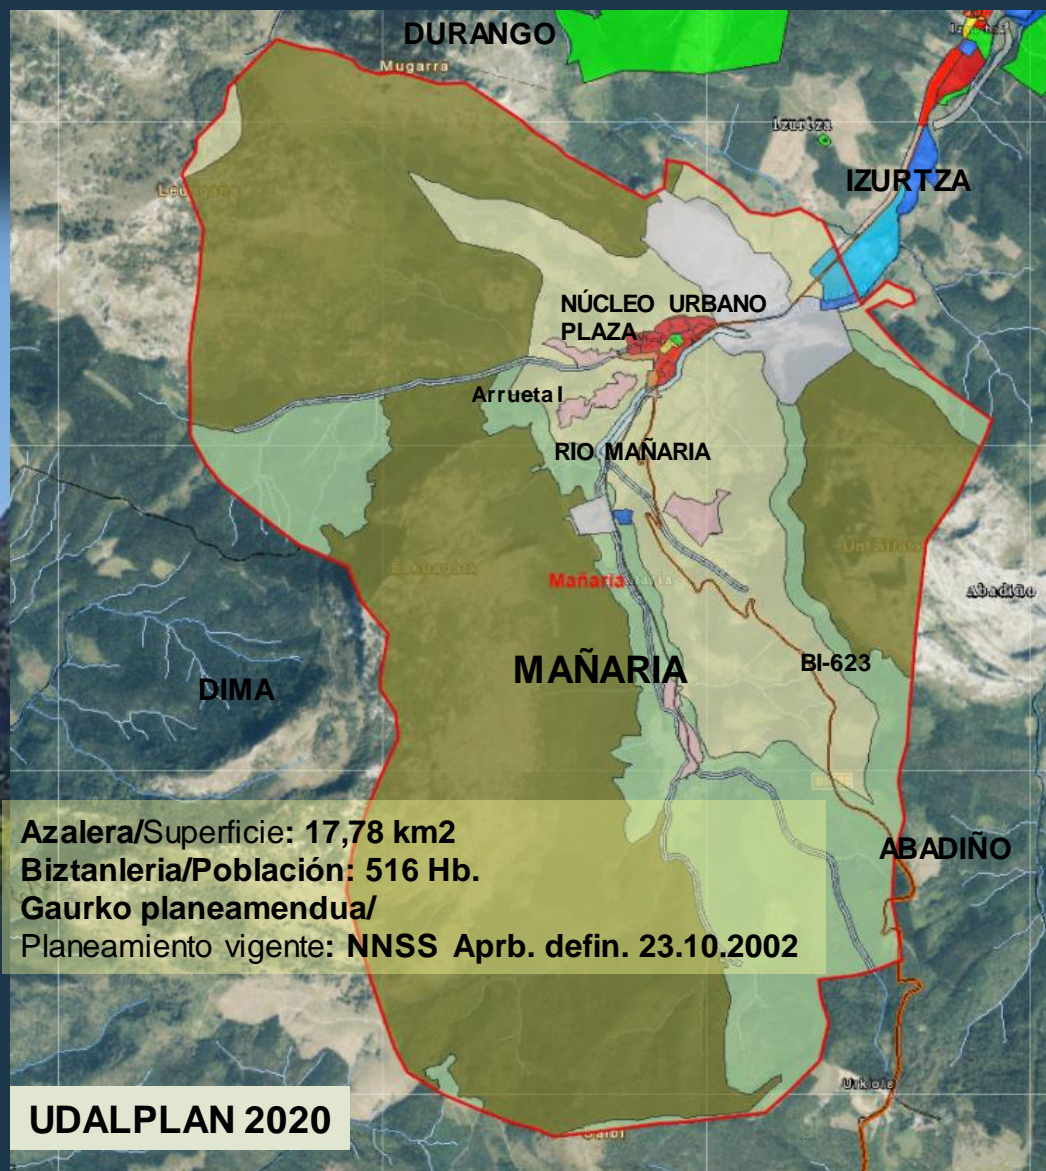 DURANGO
Mugarra
Izurtza
IZURTZA
NÚCLEO URBANO
PLAZA
Arrueta I
RIO MAÑARIA
Eskuagatx
Mañaria
Abadiño
MAÑARIA
BI-623
DIMA
Azalera/Superficie: 17,78 km2
Biztanleria/Población: 516 Hb.
Gaurko planeamendua/
Planeamiento vigente: NNSS Aprb. defin. 23.10.2002
ABADIÑO
Urkiola
UDALPLAN 2020